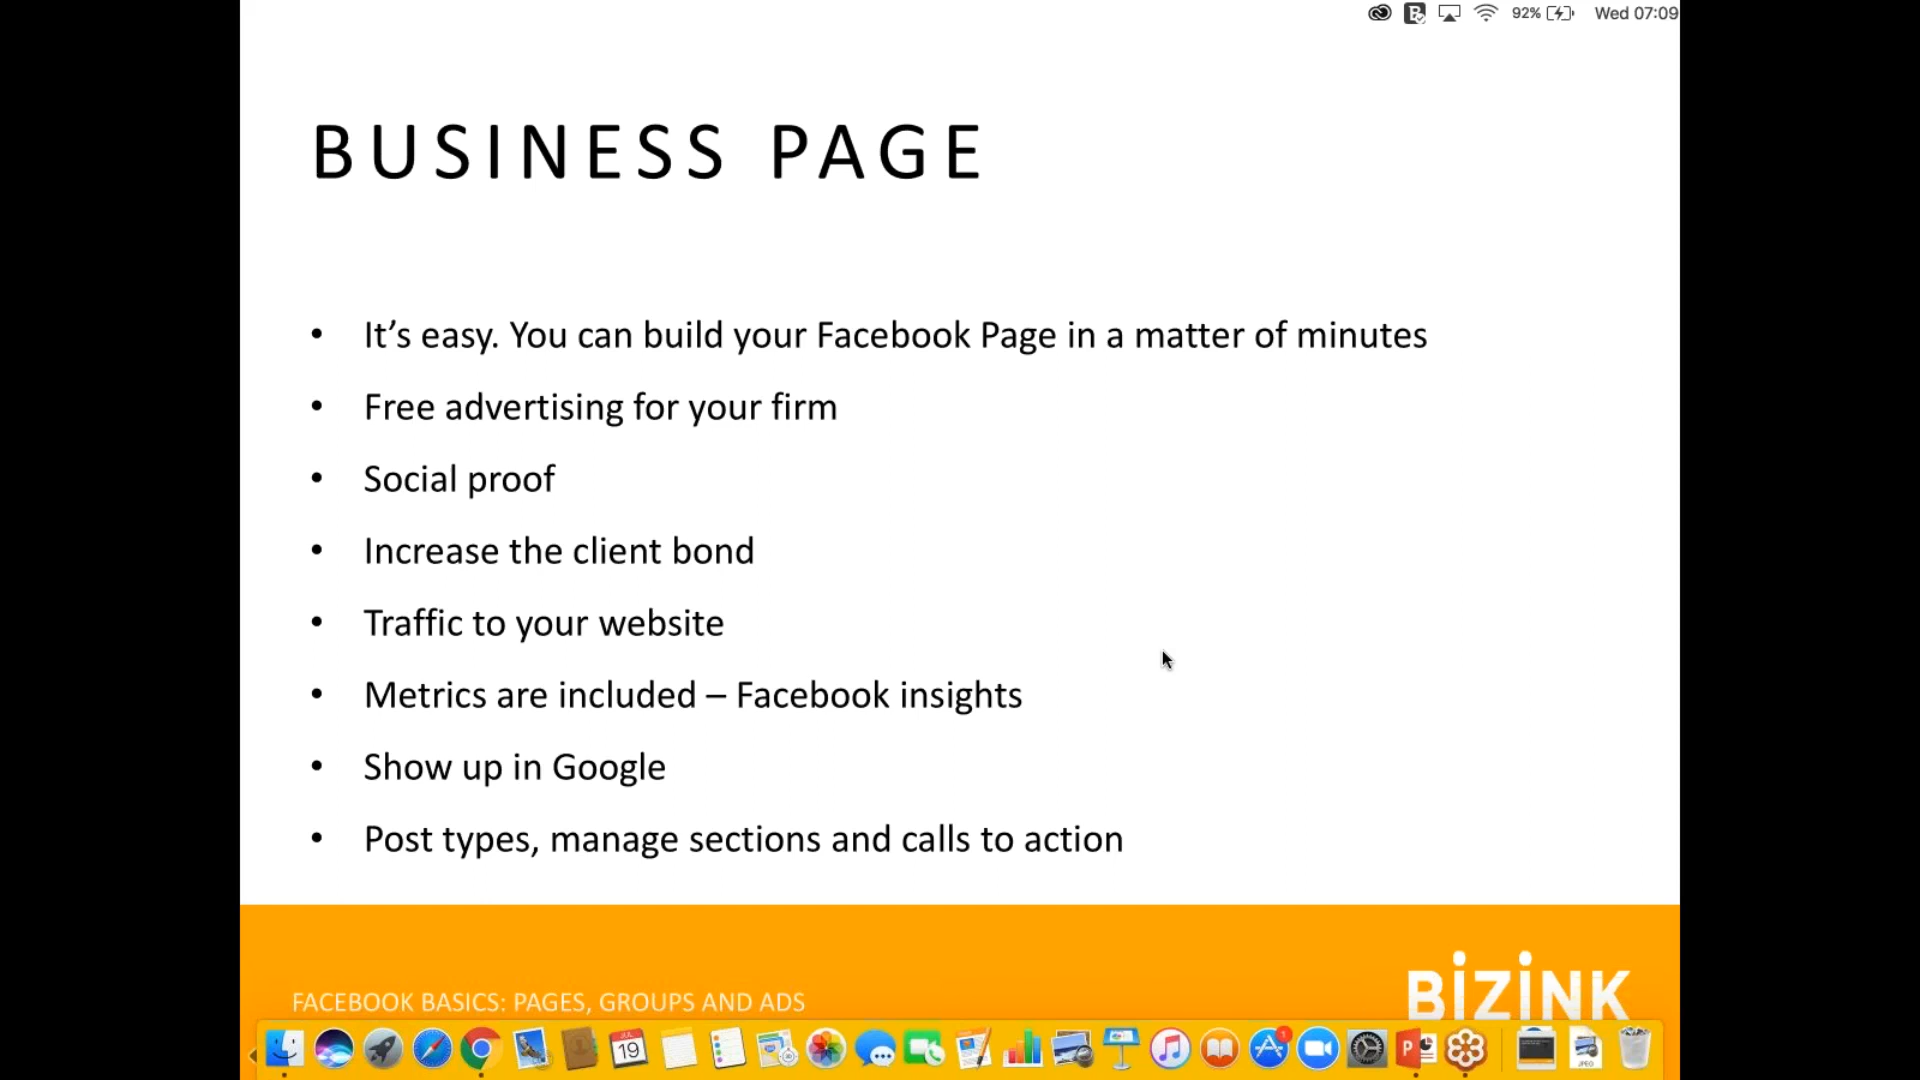 92% Wed 07:09
BUSINESS PAGE
• It’s easy. You can build your Facebook Page in a matter of minutes
• Free advertising for your firm
• Social proof
• Increase the client bond
• Traffic to your website
• Metrics are included – Facebook insights
• Show up in Google
• Post types, manage sections and calls to action
FACEBOOK BASICS: PAGES, GROUPS AND ADS
BiZiNK
JUL
19
1
P
JPEG